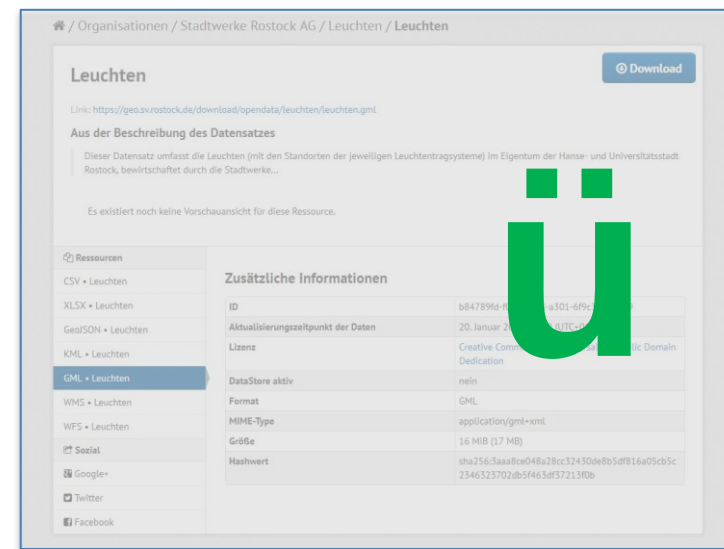 / Organisationen / Stadtwerke Rostock AG / Leuchten / Leuchten
Leuchten
Download
Link: https://geo.sv.rostock.de/download/opendata/leuchten/leuchten.gml
Aus der Beschreibung des Datensatzes
Dieser Datensatz umfasst die Leuchten (mit den Standorten der jeweiligen Leuchtentragsysteme) im Eigentum der Hanse- und Universitätsstadt
Rostock, bewirtschaftet durch die Stadtwerke...
Es existiert noch keine Vorschauansicht für diese Ressource.
ü
Ressourcen
CSV • Leuchten
XLSX • Leuchten
GeoJSON • Leuchten
KML • Leuchten
GML • Leuchten
WMS • Leuchten
WFS • Leuchten
Sozial
Google+
Twitter
Facebook
Zusätzliche Informationen
ID
Aktualisierungszeitpunkt der Daten 20. Januar
Lizenz Creative Domain
Dedication
DataStore aktiv nein
Format GML
MIME-Type application/gml+xml
Größe 16 MiB (17 MB)
Hashwert sha256:3aaa8ce048a28cc32430de8b5df816a05cb5c
2346323702db5f463df37213f0b